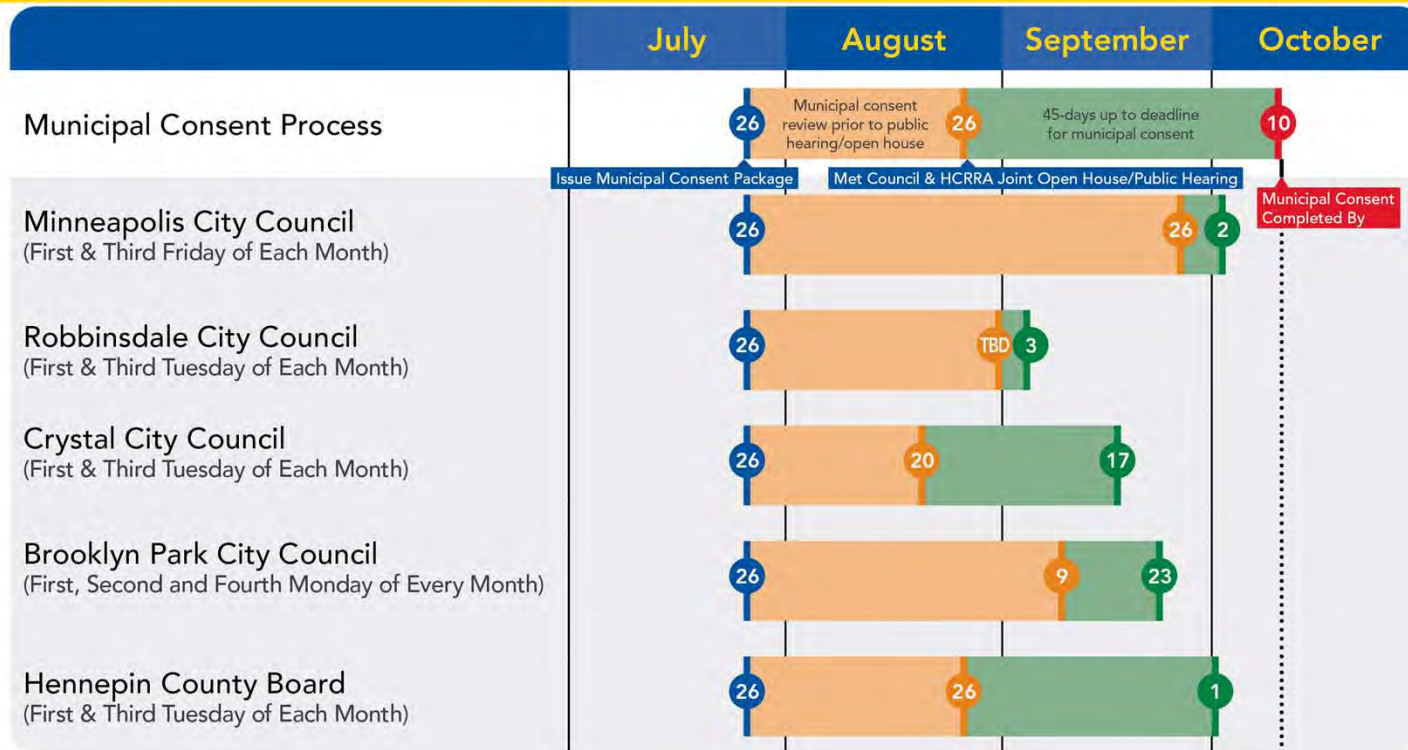 July August September October
Municipal Consent Process
26
Municipal consent
review prior to public
hearing/open house
26
45-days up to deadline
for municipal consent
10
Issue Municipal Consent Package
Met Council & HCRRA Joint Open House/Public Hearing
Municipal Consent
Completed By
Minneapolis City Council
(First & Third Friday of Each Month)
26 26 2
Robbinsdale City Council
(First & Third Tuesday of Each Month)
26 TBD 3
Crystal City Council
(First & Third Tuesday of Each Month)
26 20 17
Brooklyn Park City Council
(First, Second and Fourth Monday of Every Month)
26 9 23
Hennepin County Board
(First & Third Tuesday of Each Month)
26 26 1